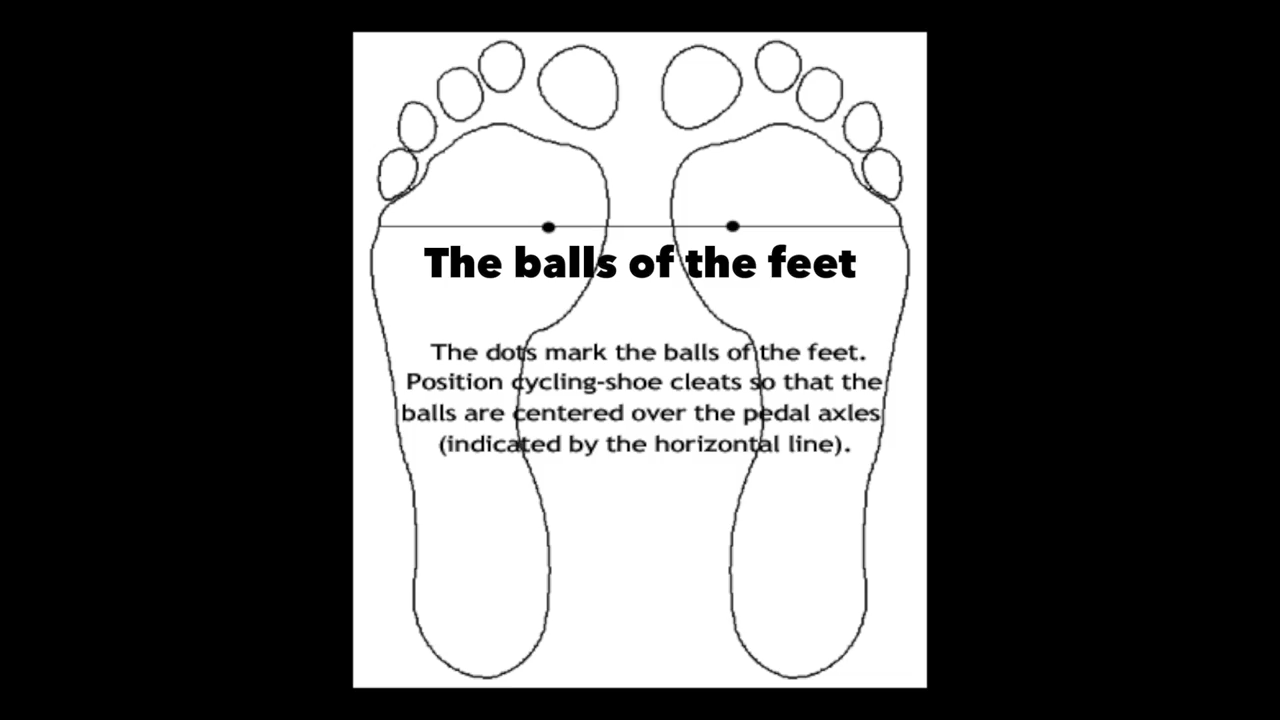 The balls of the feet
The dots mark the balls of the feet.
Position cycling-shoe cleats so that the
balls are centered over the pedal axles
(indicated by the horizontal line).